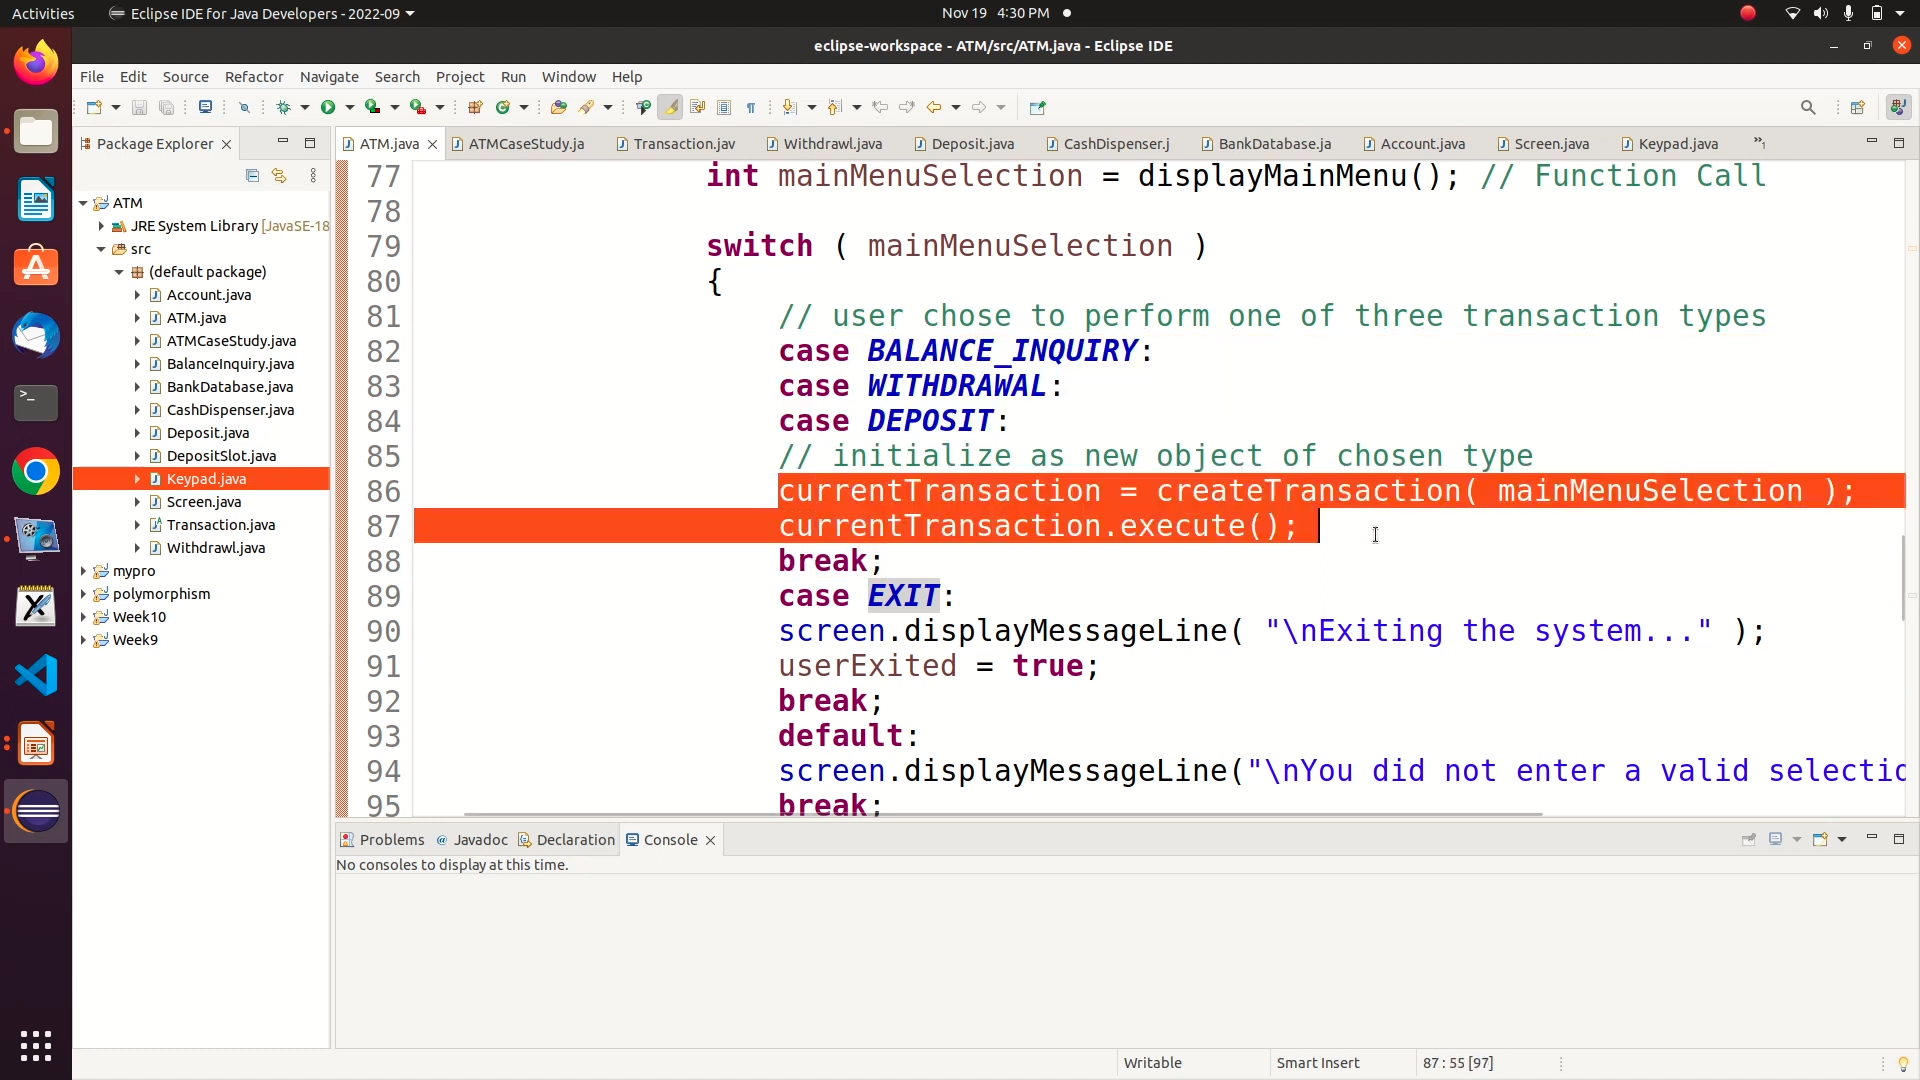 Activities
Eclipse IDE for Java Developers - 2022-09
Nov 19 4:30 PM
eclipse-workspace - ATM/src/ATM.java - Eclipse IDE
File Edit Source Refactor Navigate Search Project Run Window Help
Package Explorer
ATM.java
ATMCaseStudy.ja
Transaction.jav
Withdrawl.java
Deposit.java
CashDispenser.j
BankDatabase.ja
Account.java
Screen.java
Keypad.java
ATM
JRE System Library [JavaSE-18
src
(default package)
Account.java
ATM.java
ATMCaseStudy.java
BalanceInquiry.java
BankDatabase.java
CashDispenser.java
Deposit.java
DepositSlot.java
Keypad.java
Screen.java
Transaction.java
Withdrawl.java
mypro
polymorphism
Week10
Week9
77 int mainMenuSelection = displayMainMenu(); // Function Call
78
79 switch ( mainMenuSelection )
80 {
81 // user chose to perform one of three transaction types
82 case BALANCE_INQUIRY:
83 case WITHDRAWAL:
84 case DEPOSIT:
85 // initialize as new object of chosen type
86 currentTransaction = createTransaction( mainMenuSelection );
87 currentTransaction.execute();
88 break;
89 case EXIT:
90 screen.displayMessageLine( "\nExiting the system..." );
91 userExited = true;
92 break;
93 default:
94 screen.displayMessageLine("\nYou did not enter a valid selectio
95 break;
Problems
Javadoc
Declaration
Console
No consoles to display at this time.
Writable
Smart Insert
87 : 55 [97]